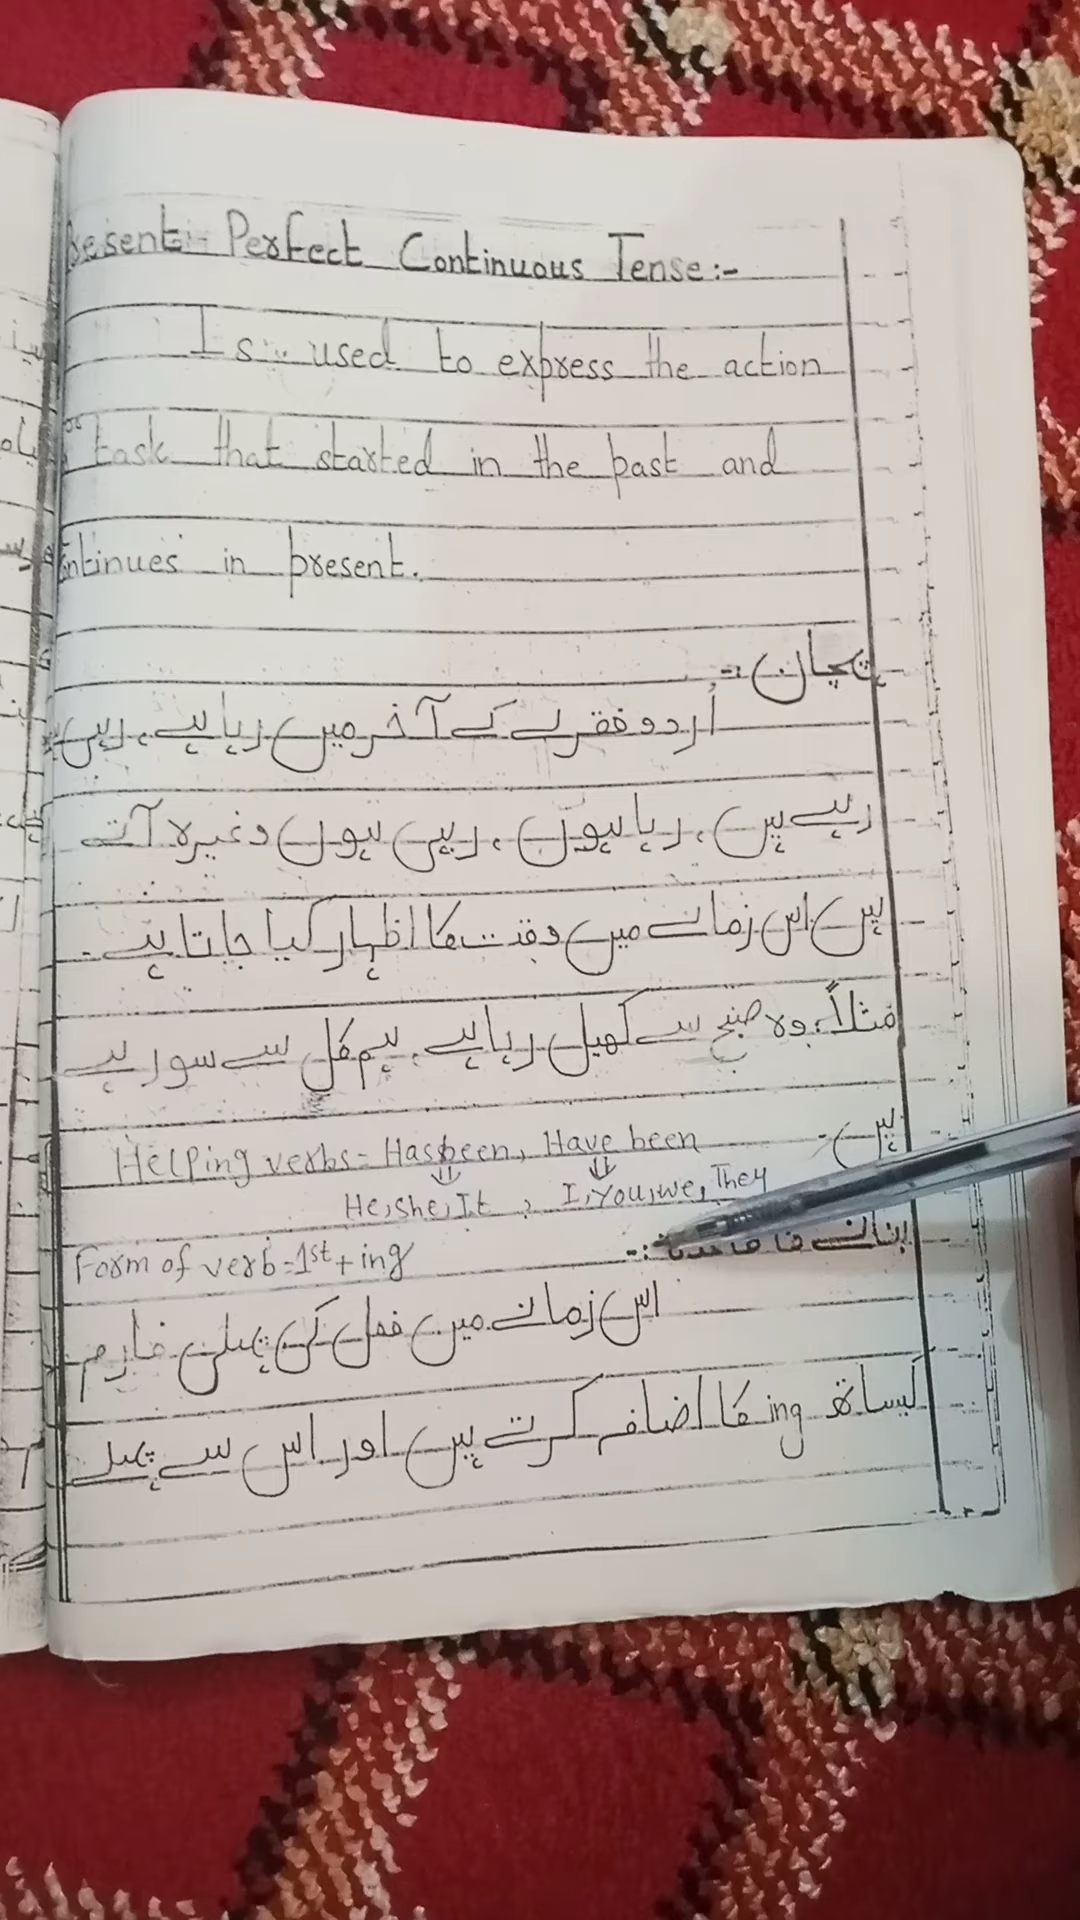 Present Perfect Continuous Tense:-
Is used to express the action
or task that started in the past and
continues in present.
پہچان :-
اُردو فقرے کے آخر میں رہا ہے ، رہی
رہے ہیں ، رہا ہوں ، رہی ہوں وغیرہ آتے
ہیں اس زمانے میں وقت کا اظہار کیا جاتا ہے -
مثلاً: وہ صبح سے کھیل رہا ہے ، ہم کل سے سو رہے
ہیں -
Helping verbs = Has been, Have been
He, she, It , I, You, we, They
بنانے کا قاعدہ :-
Form of verb = 1st + ing
اس زمانے میں فعل کی پہلی فارم
کیساتھ ing کا اضافہ کرتے ہیں اور اس سے پہلے